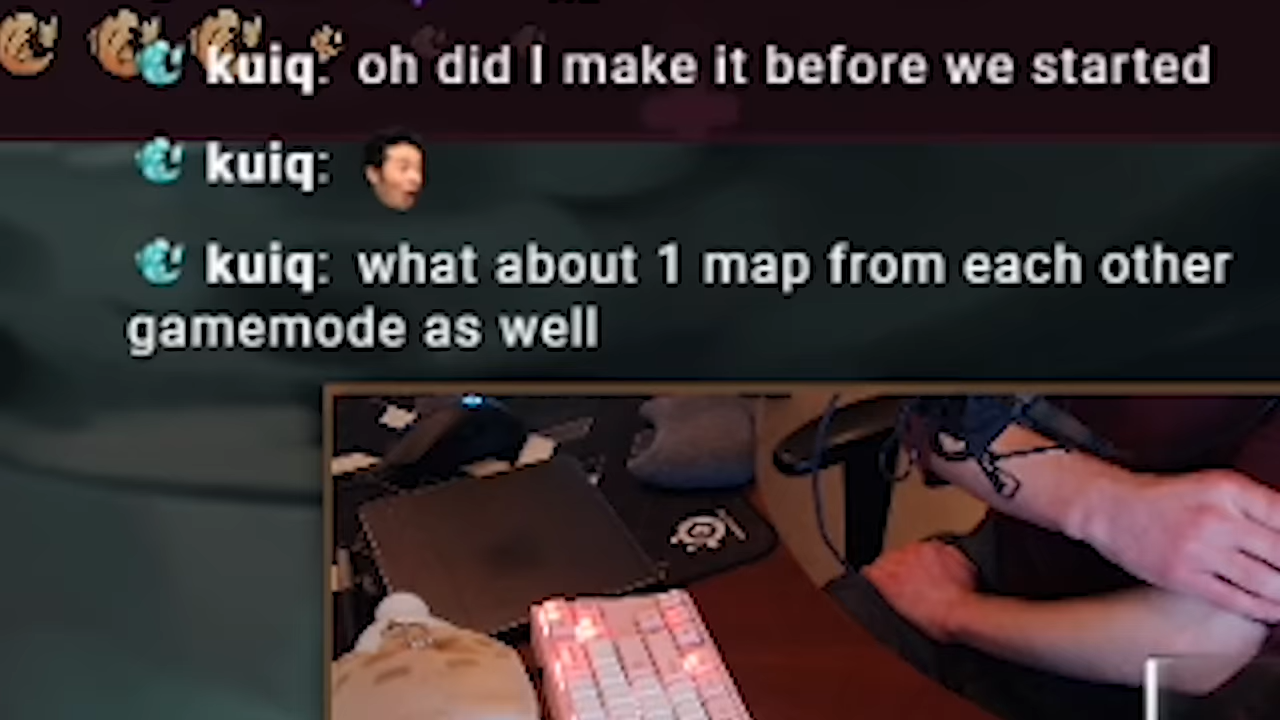 kuiq: oh did I make it before we started
kuiq:
kuiq: what about 1 map from each other
gamemode as well